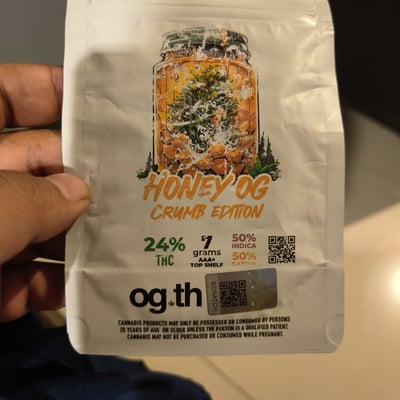 HONEY OG
CRUMB EDITION
24%
THC
7
grams
AAA+
TOP SHELF
50%
INDICA
50%
SATIVA
og th
SCRATCH
CANNABIS PRODUCTS MAY ONLY BE POSSESSED OR CONSUMED BY PERSONS
25 YEARS OF AGE OR OLDER UNLESS THE PERSON IS A QUALIFIED PATIENT.
CANNABIS MAY NOT BE PURCHASED OR CONSUMED WHILE PREGNANT.